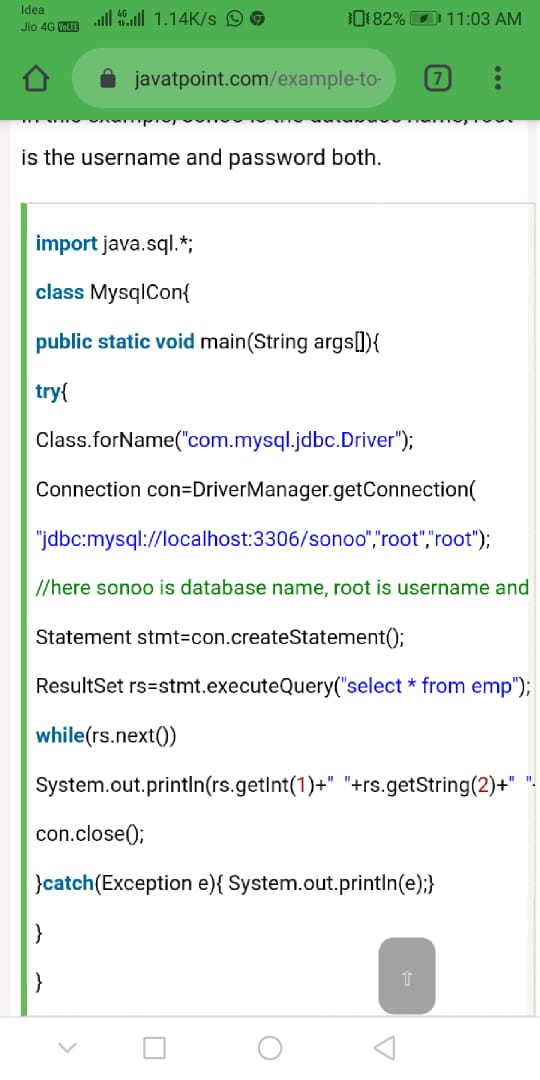 Idea
Jio 4G VoLTE
4G
1.14K/s
82%
11:03 AM
javatpoint.com/example-to-
7
is the username and password both.
import java.sql.*;
class MysqlCon{
public static void main(String args[]){
try{
Class.forName("com.mysql.jdbc.Driver");
Connection con=DriverManager.getConnection(
"jdbc:mysql://localhost:3306/sonoo","root","root");
//here sonoo is database name, root is username and
Statement stmt=con.createStatement();
ResultSet rs=stmt.executeQuery("select * from emp");
while(rs.next())
System.out.println(rs.getInt(1)+" "+rs.getString(2)+" "
con.close();
}catch(Exception e){ System.out.println(e);}
}
}